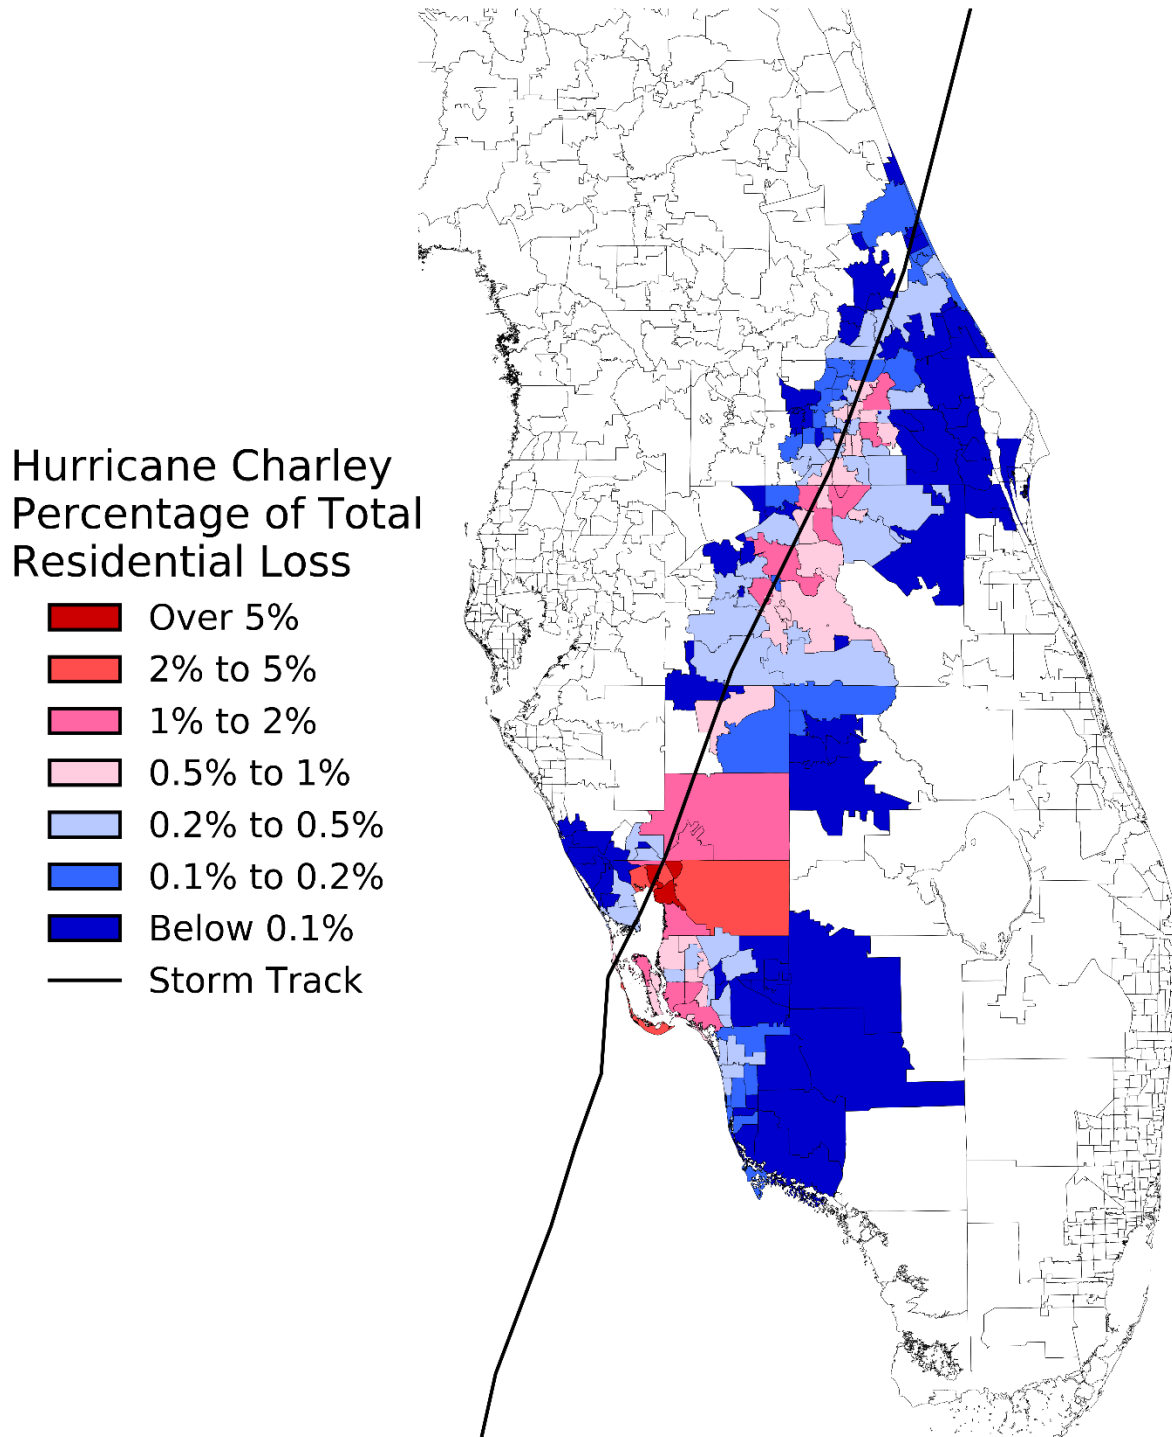 Hurricane Charley
Percentage of Total
Residential Loss
Over 5%
2% to 5%
1% to 2%
0.5% to 1%
0.2% to 0.5%
0.1% to 0.2%
Below 0.1%
Storm Track